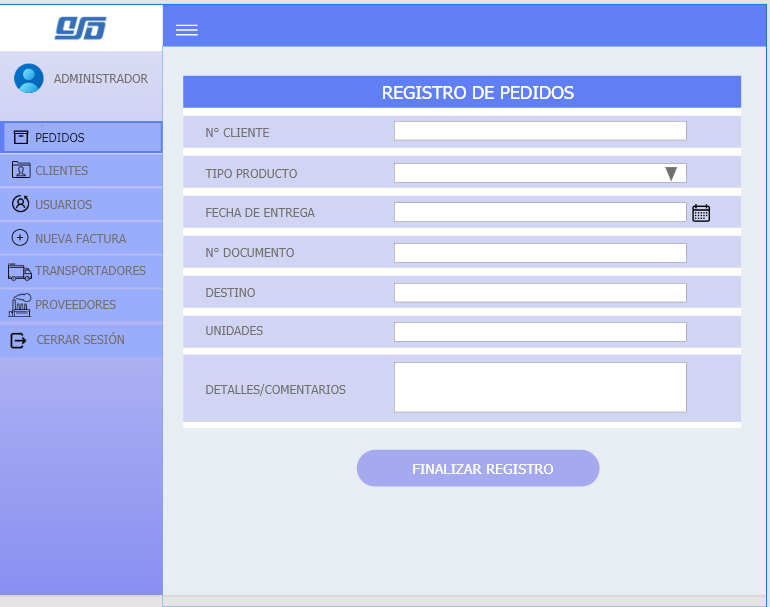 ADMINISTRADOR
PEDIDOS
CLIENTES
USUARIOS
NUEVA FACTURA
TRANSPORTADORES
PROVEEDORES
CERRAR SESIÓN
REGISTRO DE PEDIDOS
N° CLIENTE
TIPO PRODUCTO
FECHA DE ENTREGA
N° DOCUMENTO
DESTINO
UNIDADES
DETALLES/COMENTARIOS
FINALIZAR REGISTRO